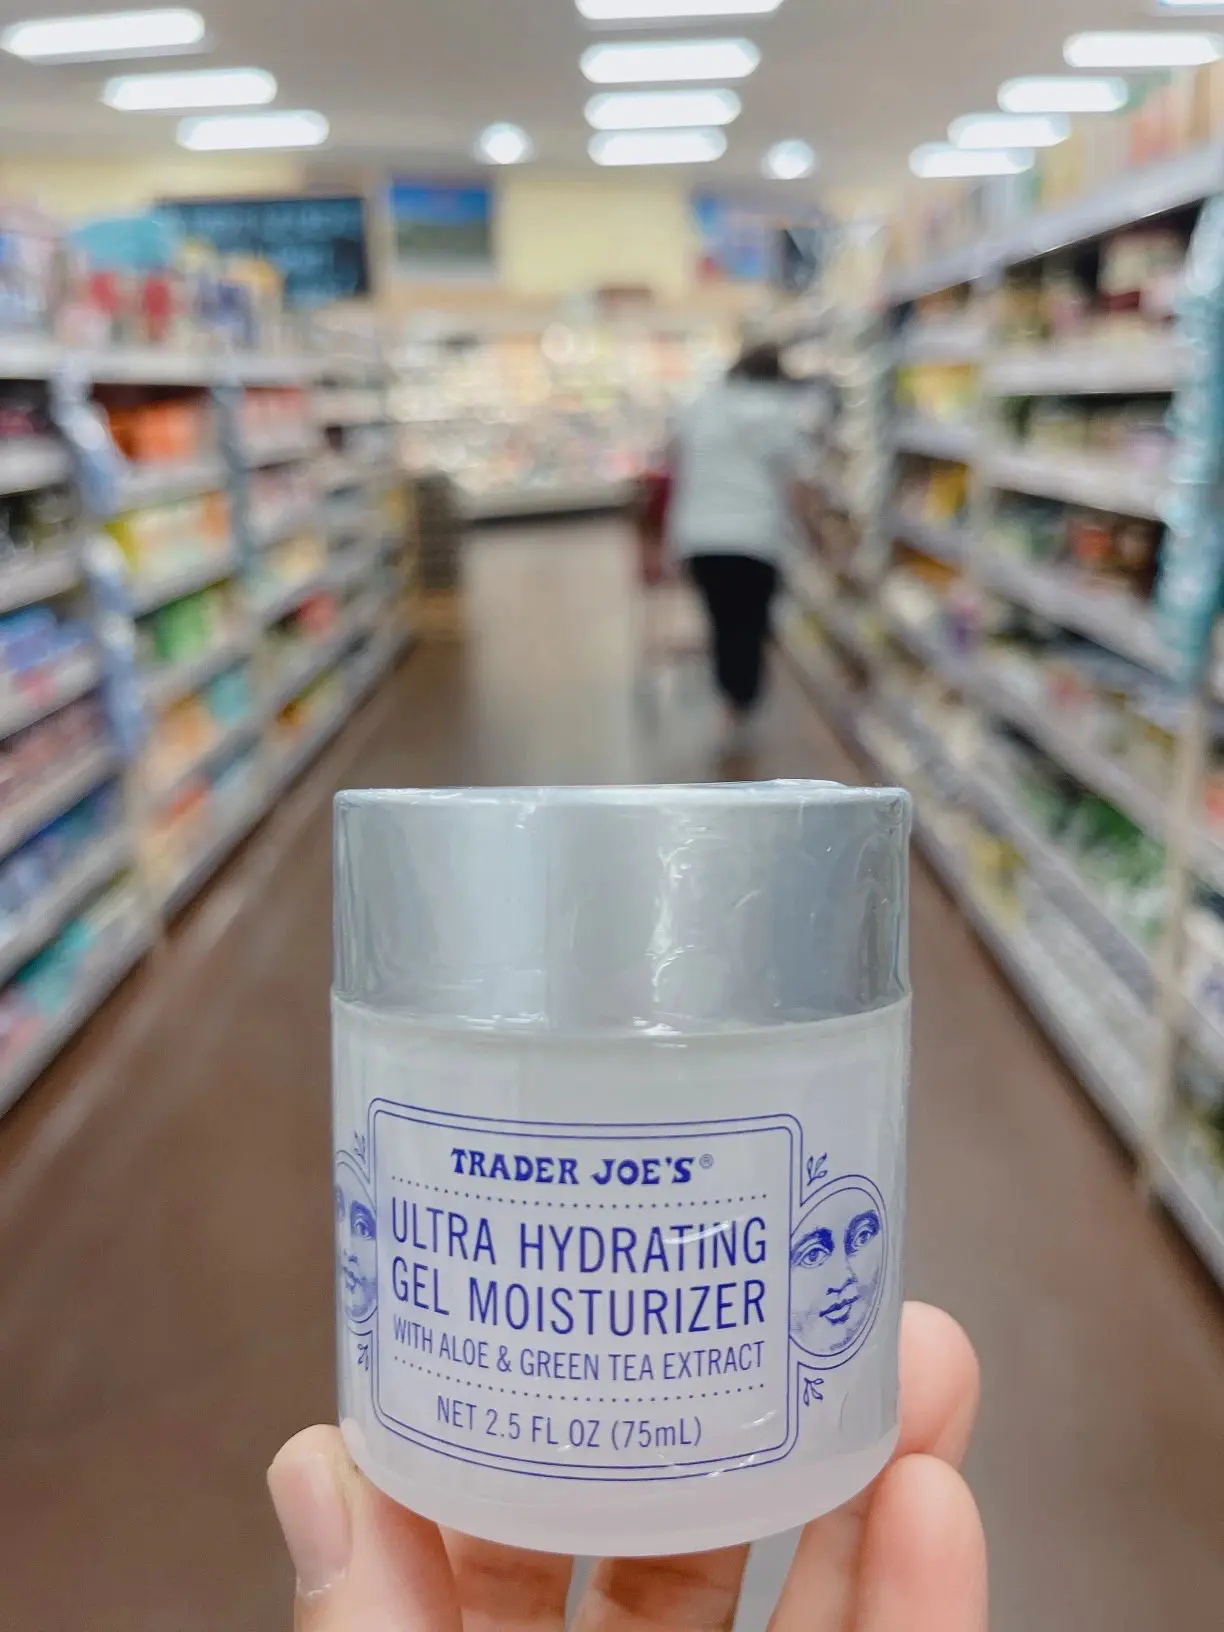 TRADER JOE'S®
ULTRA HYDRATING
GEL MOISTURIZER
WITH ALOE & GREEN TEA EXTRACT
NET 2.5 FL OZ (75mL)